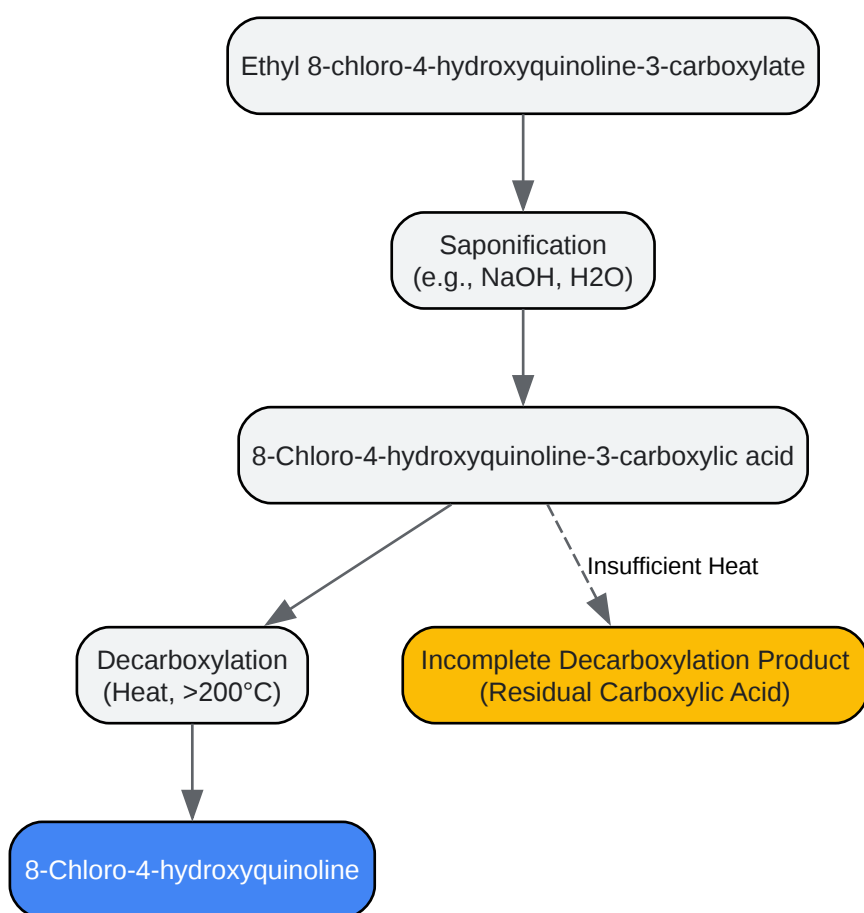 Ethyl 8-chloro-4-hydroxyquinoline-3-carboxylate
Saponification
(e.g., NaOH, H2O)
8-Chloro-4-hydroxyquinoline-3-carboxylic acid
Insufficient Heat
Decarboxylation
(Heat, >200°C)
Incomplete Decarboxylation Product
(Residual Carboxylic Acid)
8-Chloro-4-hydroxyquinoline